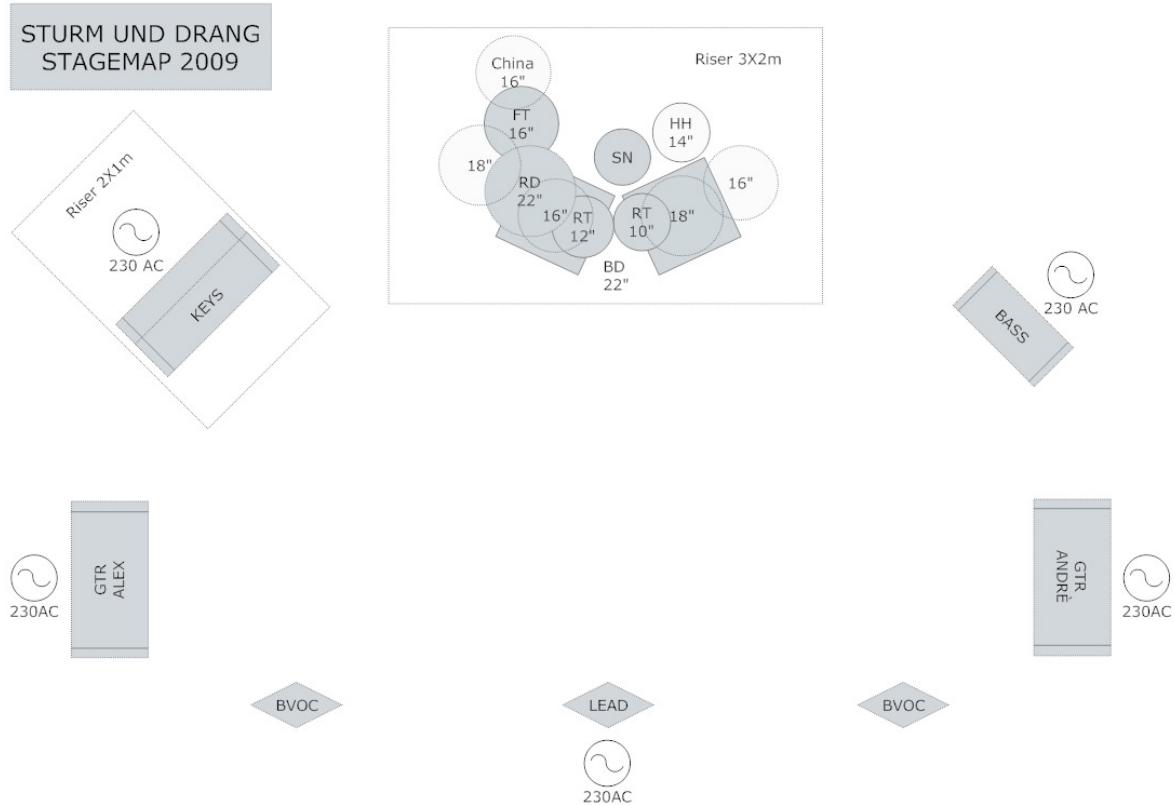 STURM UND DRANG
STAGEMAP 2009
Riser 3X2m
China
16"
FT
16"
HH
14"
SN
18"
RD
22"
16"
RT
12"
RT
10"
18"
16"
BD
22"
Riser 2X1m
230 AC
KEYS
230 AC
BASS
GTR
ALEX
230AC
GTR
ANDRÈ
230AC
BVOC
LEAD
BVOC
230AC